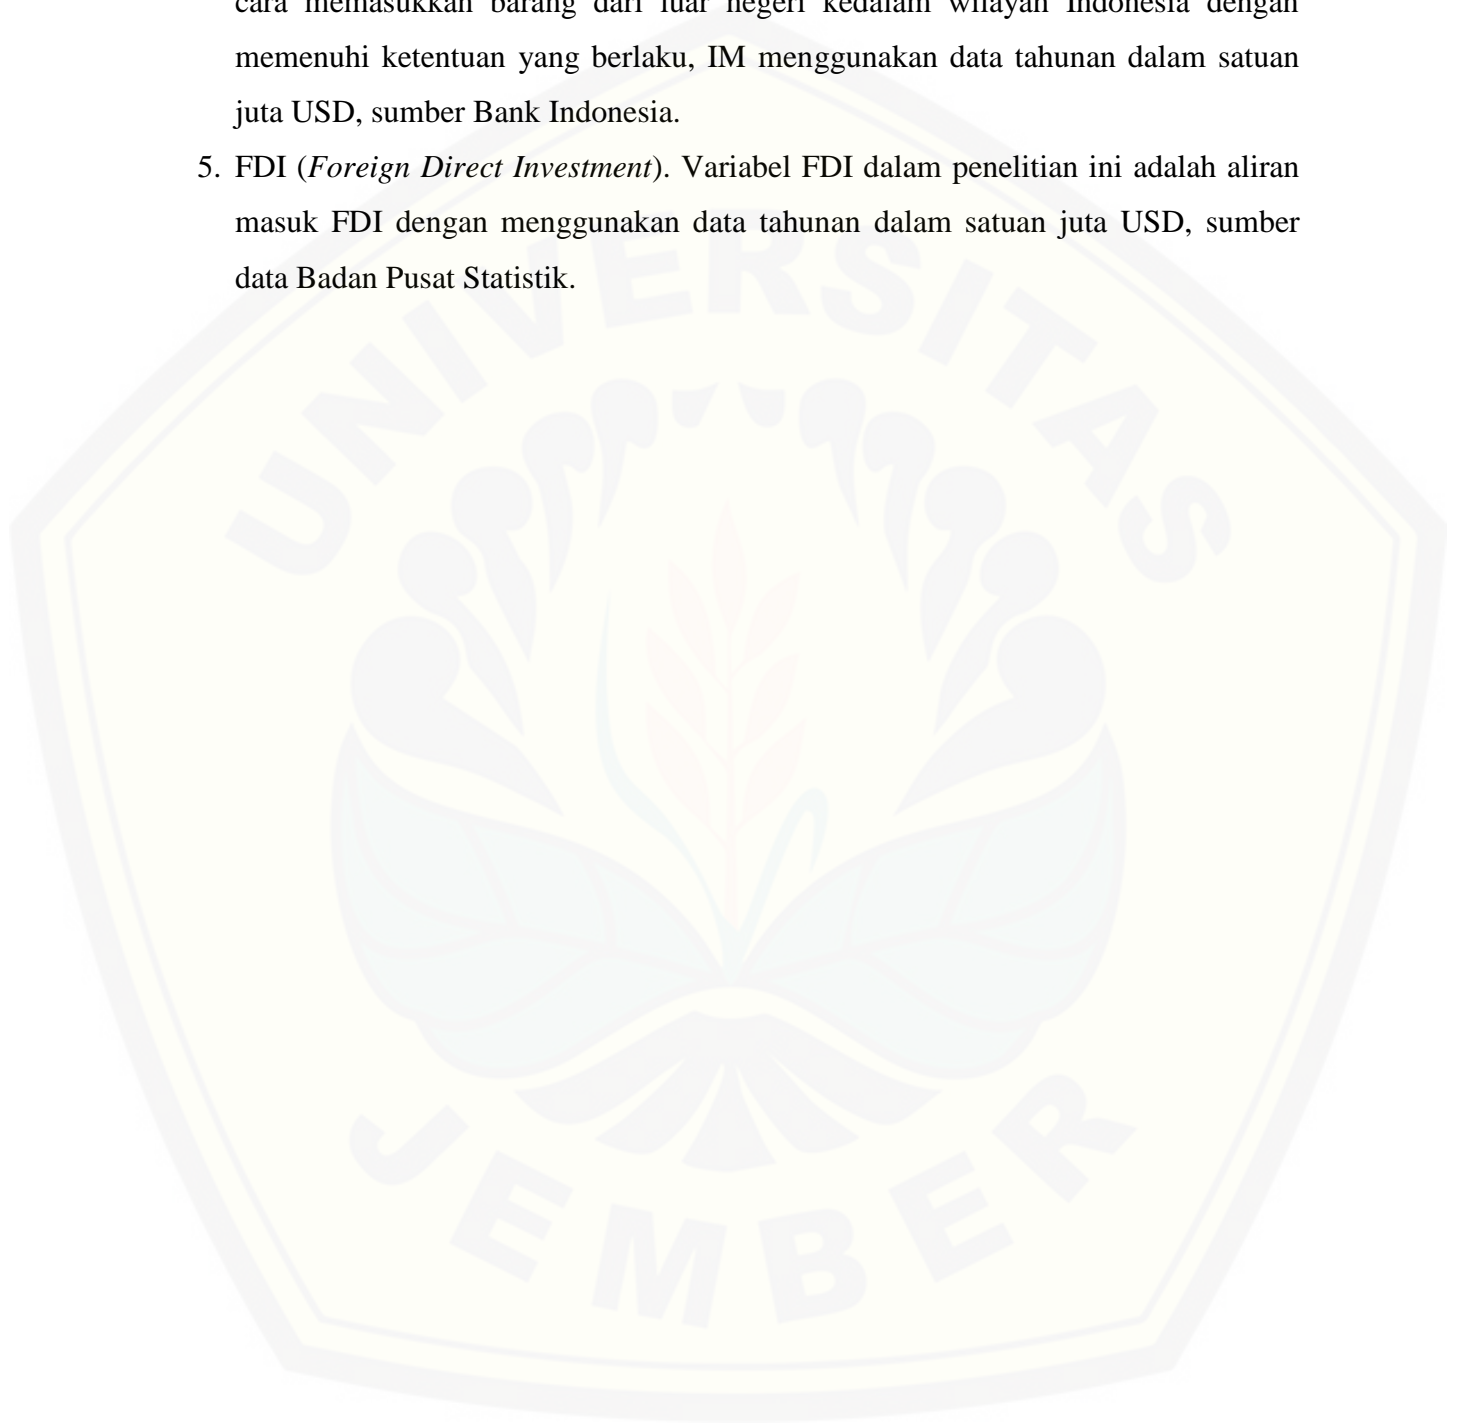 cara memasukkan barang dari luar negeri kedalam wilayah Indonesia dengan
memenuhi ketentuan yang berlaku, IM menggunakan data tahunan dalam satuan
juta USD, sumber Bank Indonesia.
5. FDI (Foreign Direct Investment). Variabel FDI dalam penelitian ini adalah aliran
masuk FDI dengan menggunakan data tahunan dalam satuan juta USD, sumber
data Badan Pusat Statistik.
UNIVERSITAS
JEMBER